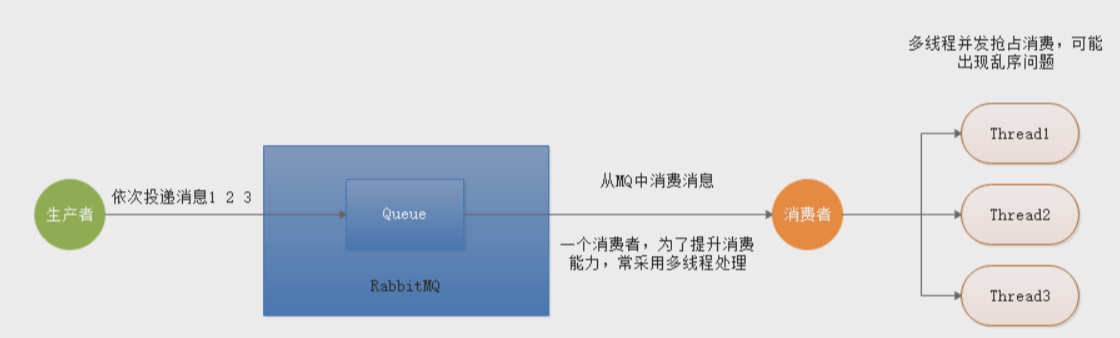 多线程并发抢占消费，可能
出现乱序问题
Thread1
依次投递消息1 2 3
从MQ中消费消息
生产者
Queue
消费者
Thread2
一个消费者，为了提升消费
能力，常采用多线程处理
RabbitMQ
Thread3